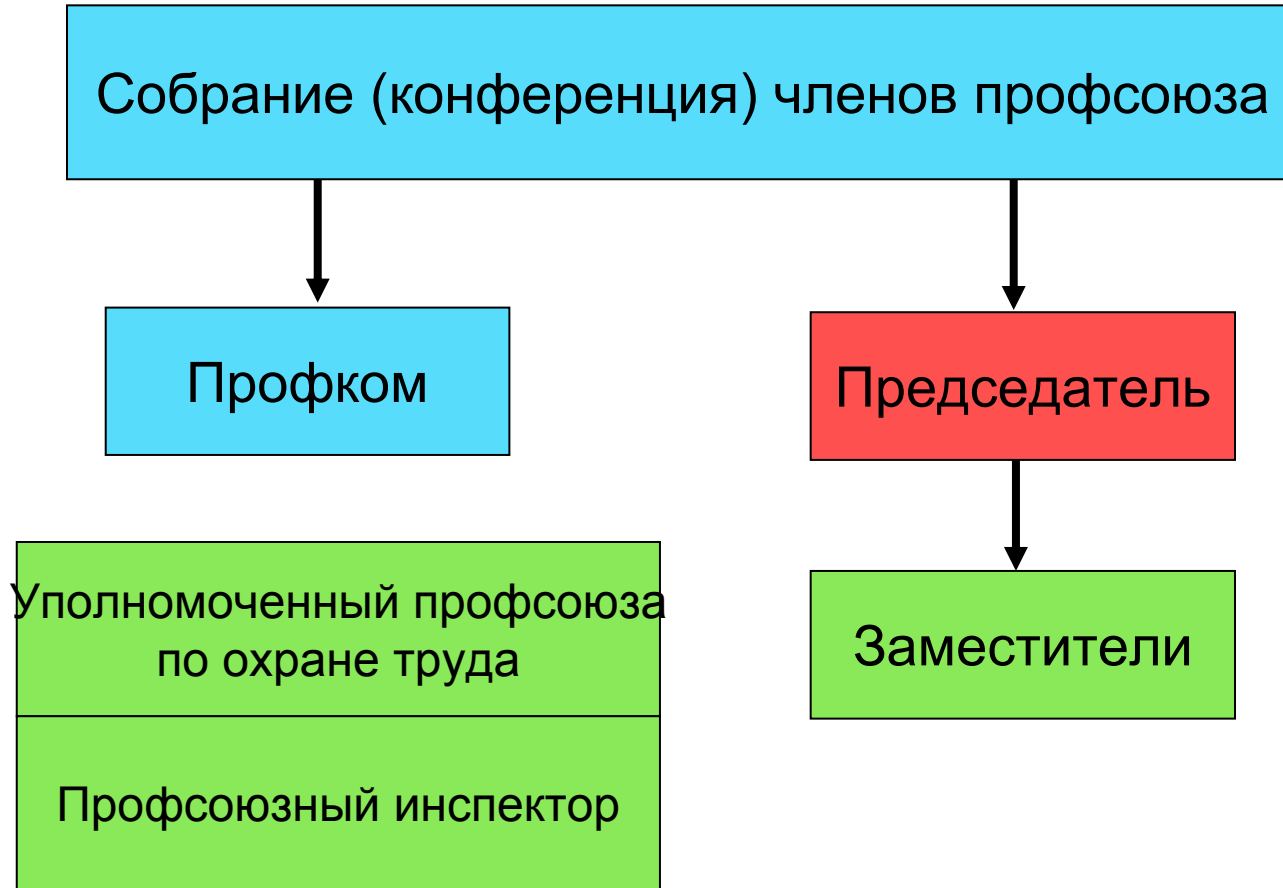 Собрание (конференция) членов профсоюза
Профком
Председатель
Уполномоченный профсоюза
по охране труда
Заместители
Профсоюзный инспектор